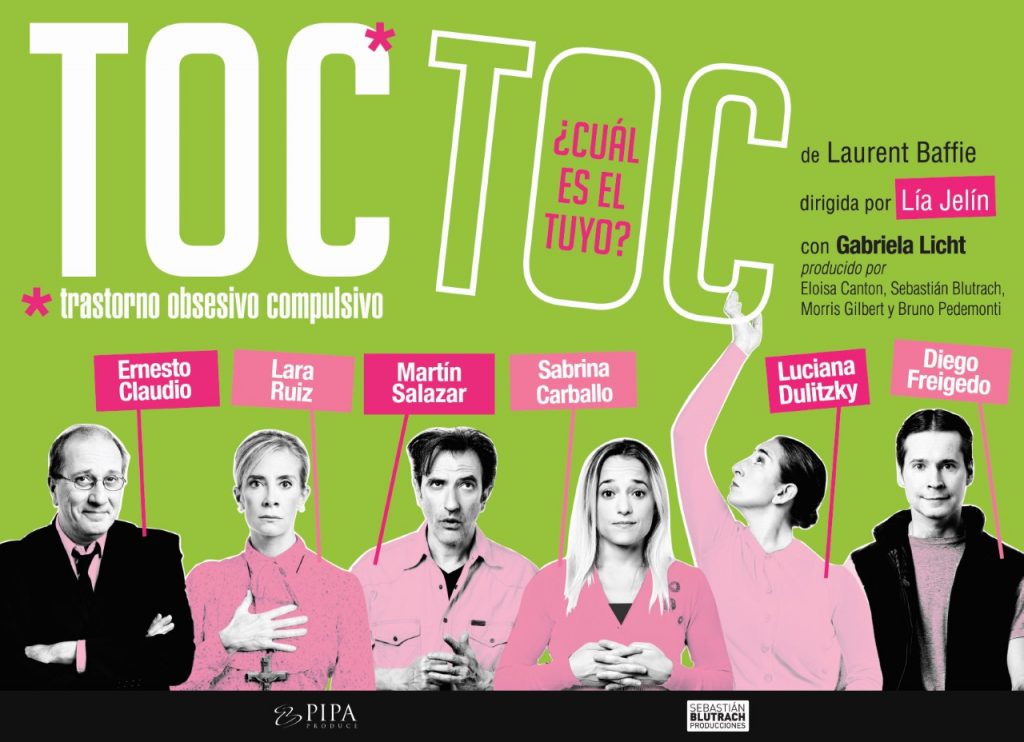 TOC* TOC
¿CUÁL
ES EL
TUYO?
* trastorno obsesivo compulsivo
de Laurent Baffie
dirigida por Lía Jelín
con Gabriela Licht
producido por
Eloisa Canton, Sebastián Blutrach,
Morris Gilbert y Bruno Pedemonti
Ernesto
Claudio
Lara
Ruiz
Martín
Salazar
Sabrina
Carballo
Luciana
Dulitzky
Diego
Freigedo
PIPA
PRODUCE
SEBASTIÁN
BLUTRACH
PRODUCCIONES